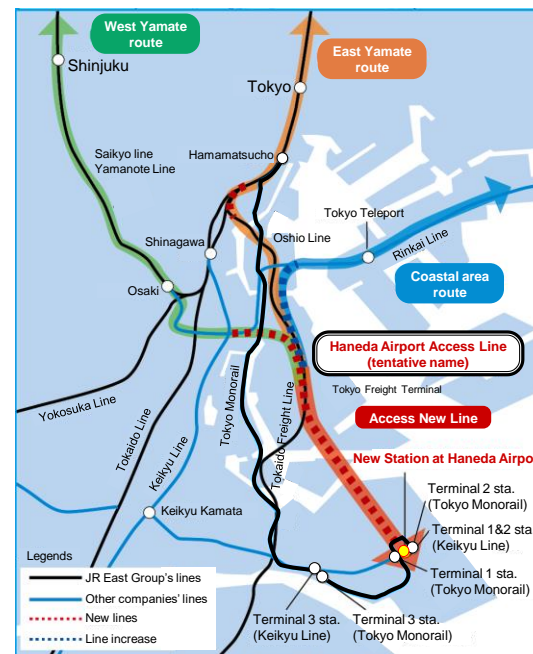 West Yamate
route
East Yamate
route
Shinjuku
Tokyo
Hamamatsucho
Saikyo line
Yamanote Line
Tokyo Teleport
Shinagawa
Oshio Line
Rinkai Line
Osaki
Coastal area
route
Haneda Airport Access Line
(tentative name)
Tokyo Freight Terminal
Yokosuka Line
Tokaido Line
Keikyu Line
Tokyo Monorail
Tokaido Freight Line
Access New Line
New Station at Haneda Airpo
Terminal 2 sta.
(Tokyo Monorail)
Keikyu Kamata
Terminal 1&2 sta
(Keikyu Line)
Terminal 1 sta.
(Tokyo Monorail)
Legends
JR East Group's lines
Other companies' lines
New lines
Line increase
Terminal 3 sta.
(Keikyu Line)
Terminal 3 sta.
(Tokyo Monorail)